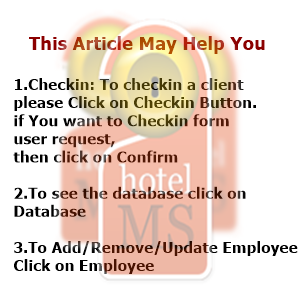 This Article May Help You
1.Checkin: To checkin a client
please Click on Checkin Button.
if You want to Checkin form
user request,
then click on Confirm
2.To see the database click on
Database
3.To Add/Remove/Update Employee
Click on Employee
hotel
MS